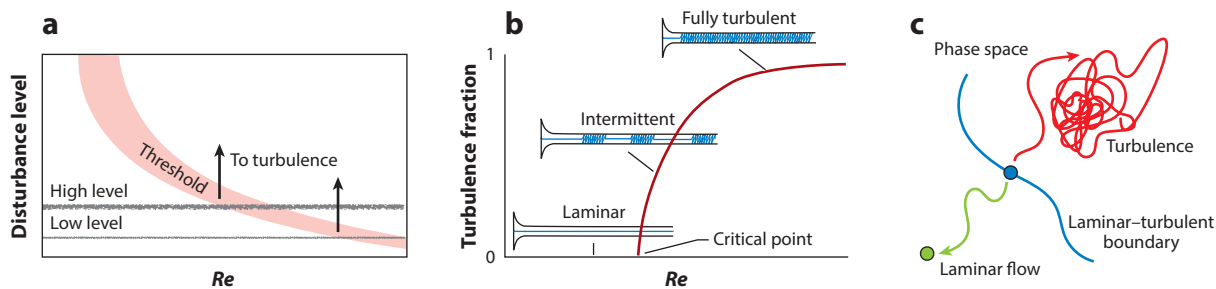 a
Disturbance level
Threshold
To turbulence
High level
Low level
Re
b
Turbulence fraction
1
0
Fully turbulent
Intermittent
Laminar
Critical point
Re
c
Phase space
Turbulence
Laminar–turbulent
boundary
Laminar flow